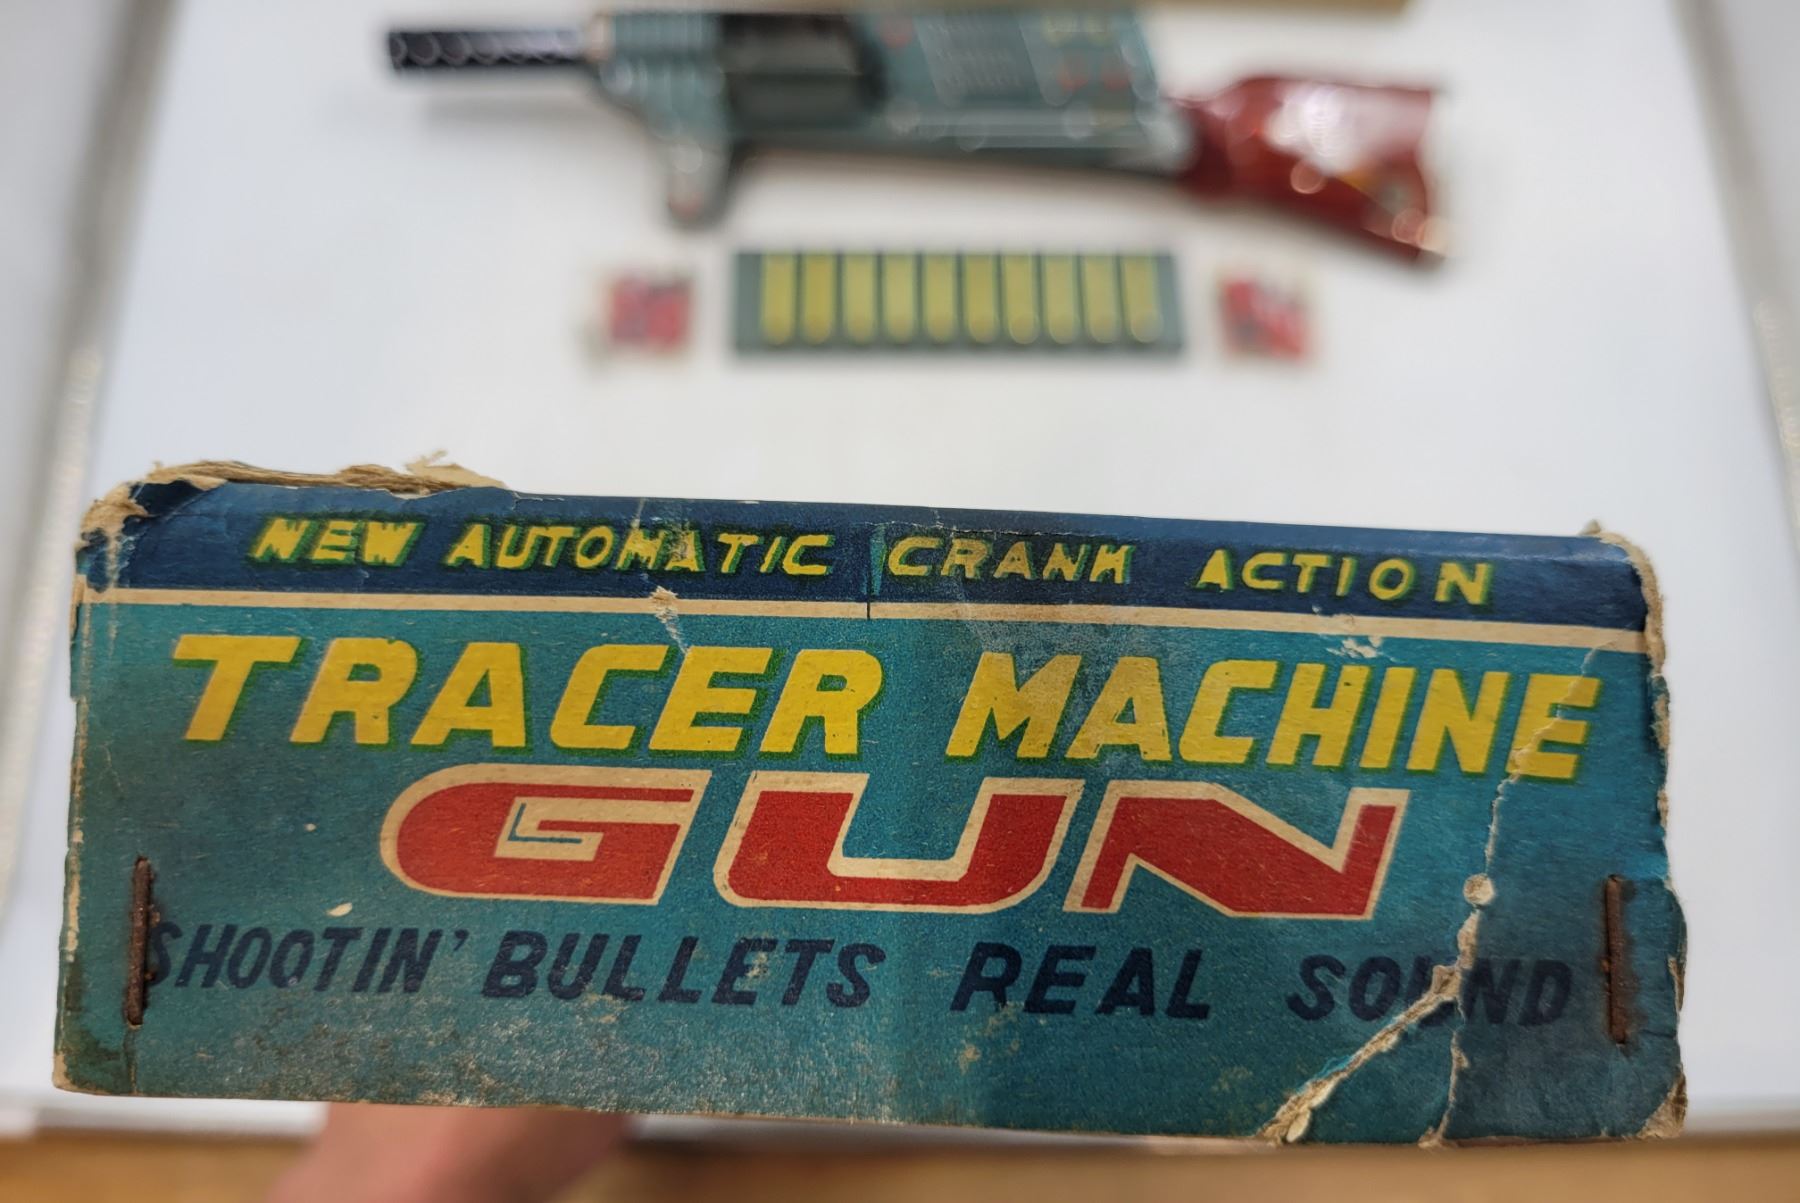 NEW AUTOMATIC CRANK ACTION
TRACER MACHINE
GUN
SHOOTIN' BULLETS REAL SOUND